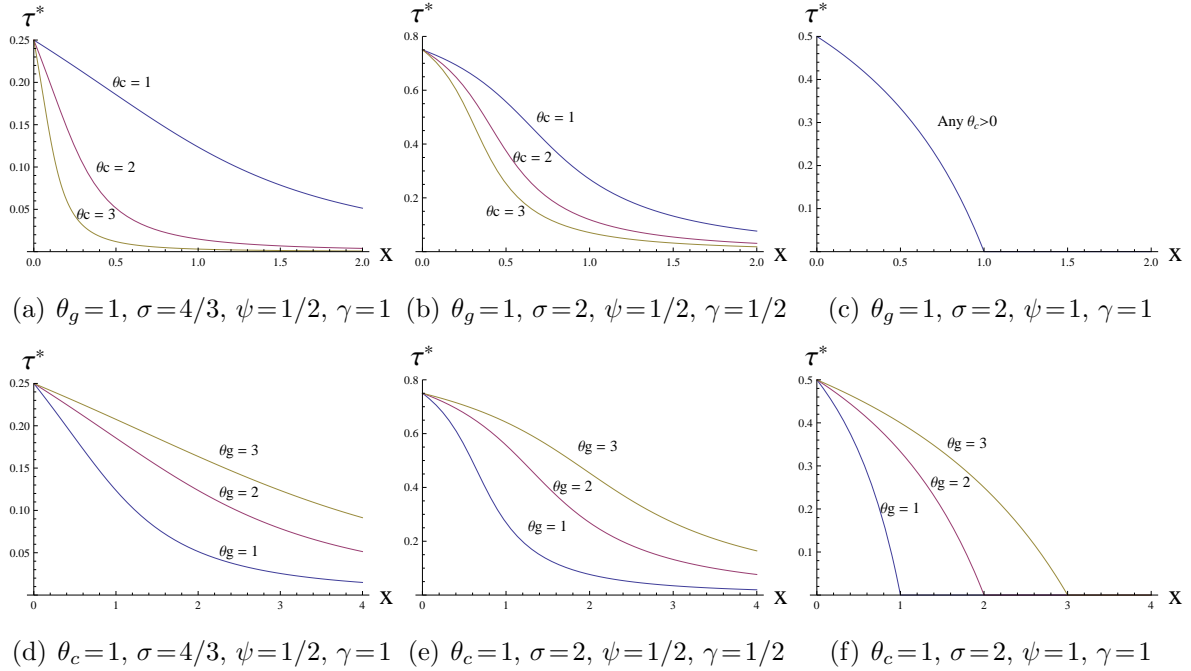 τ* τ* τ*
0.25 0.8 0.5
θc = 1
0.20 0.6 0.4
θc = 1 Any θ_c>0
0.15 0.3
0.4
θc = 2 θc = 2
0.10 0.2
θc = 3 θc = 3
0.2
0.05 0.1
0.0 0.5 1.0 1.5 2.0 x 0.0 0.5 1.0 1.5 2.0 x 0.0 0.5 1.0 1.5 2.0 x
(a) θ_g=1, σ=4/3, ψ=1/2, γ=1 (b) θ_g=1, σ=2, ψ=1/2, γ=1/2 (c) θ_g=1, σ=2, ψ=1, γ=1
τ* τ* τ*
0.25 0.8 0.5
0.20 0.6 0.4
θg = 3 θg = 3 θg = 3
0.15 0.3
0.4
θg = 2 θg = 2 θg = 2
0.10 0.2
θg = 1 θg = 1 θg = 1
0.2
0.05 0.1
0 1 2 3 4 x 0 1 2 3 4 x 0 1 2 3 4 x
(d) θ_c=1, σ=4/3, ψ=1/2, γ=1 (e) θ_c=1, σ=2, ψ=1/2, γ=1/2 (f) θ_c=1, σ=2, ψ=1, γ=1